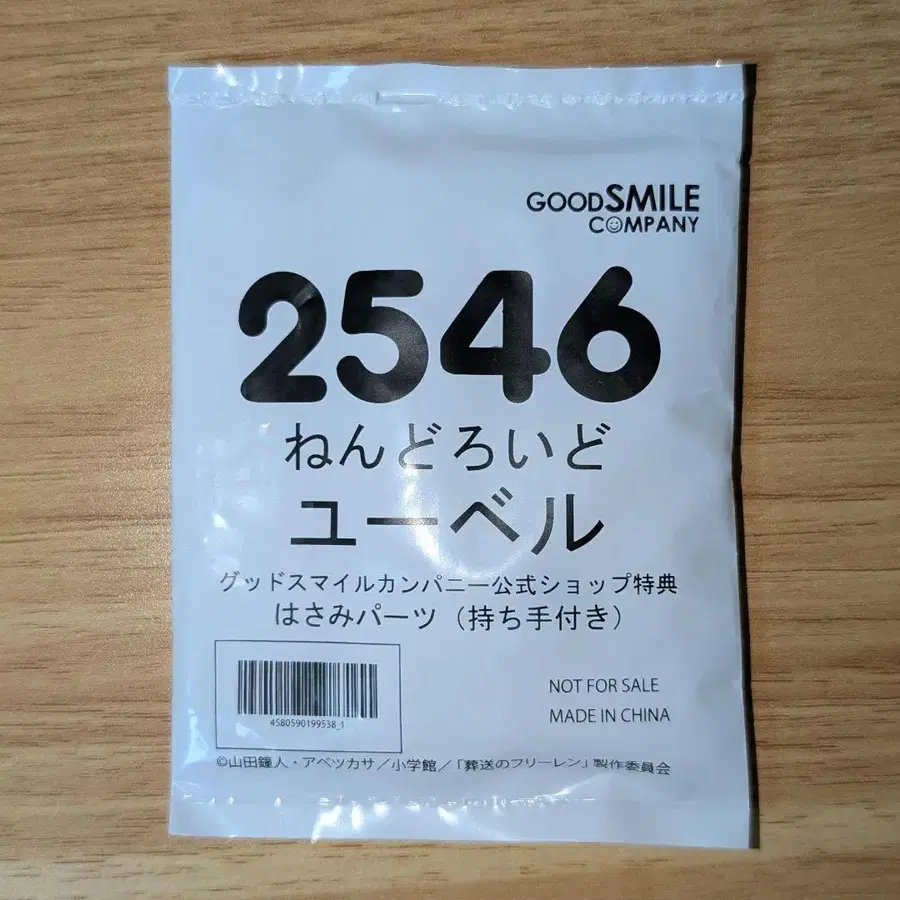 GOODSMILE
COMPANY
2546
ねんどろいど
ユーベル
グッドスマイルカンパニー公式ショップ特典
はさみパーツ（持ち手付き）
4580590199538_1
NOT FOR SALE
MADE IN CHINA
©山田鐘人・アベツカサ／小学館／「葬送のフリーレン」製作委員会